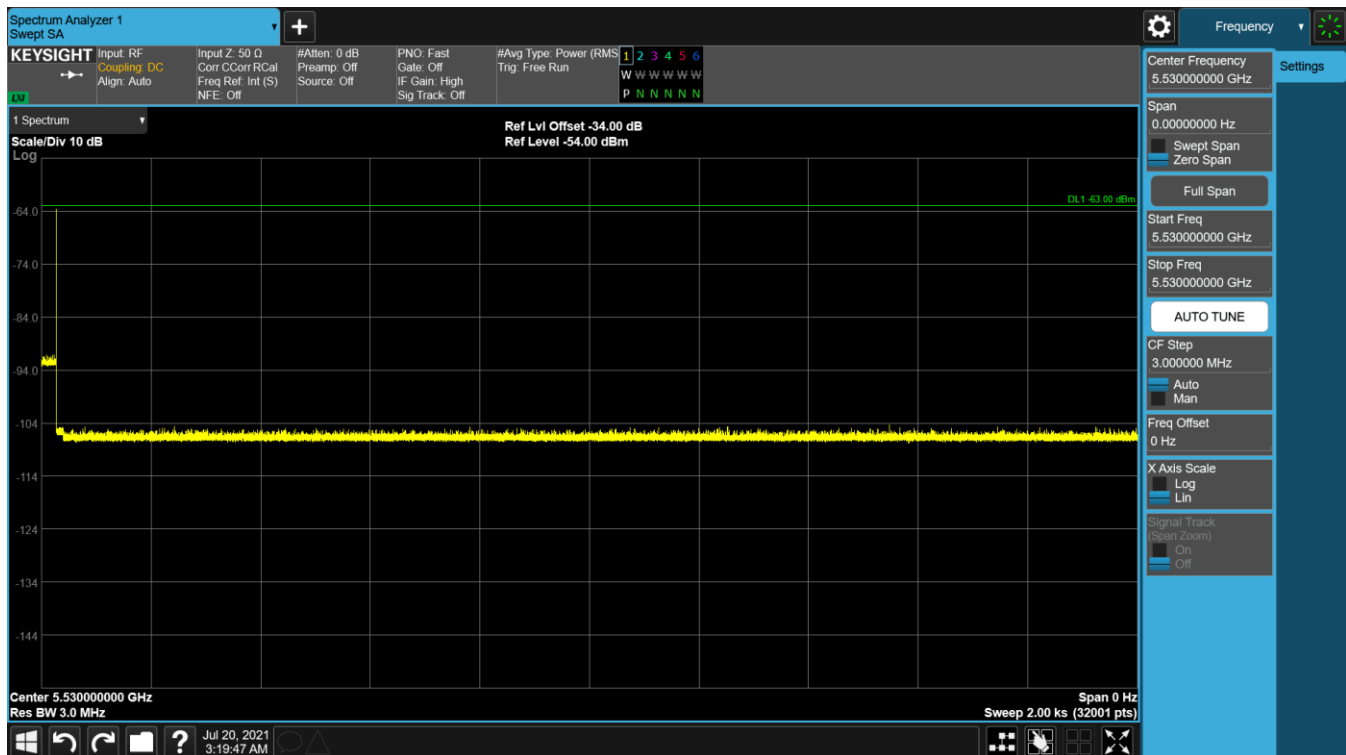 Spectrum Analyzer 1
Swept SA
Frequency
KEYSIGHT
LXI
Input: RF
Coupling: DC
Align: Auto
Input Z: 50 Ω
Corr CCorr RCal
Freq Ref: Int (S)
NFE: Off
#Atten: 0 dB
Preamp: Off
Source: Off
PNO: Fast
Gate: Off
IF Gain: High
Sig Track: Off
#Avg Type: Power (RMS
Trig: Free Run
1 2 3 4 5 6
W W W W W W
P N N N N N
1 Spectrum
Scale/Div 10 dB
Log
Ref Lvl Offset -34.00 dB
Ref Level -54.00 dBm
DL1 -63.00 dBm
-64.0
-74.0
-84.0
-94.0
-104
-114
-124
-134
-144
Center 5.530000000 GHz
Res BW 3.0 MHz
Span 0 Hz
Sweep 2.00 ks (32001 pts)
Center Frequency
5.530000000 GHz
Settings
Span
0.00000000 Hz
Swept Span
Zero Span
Full Span
Start Freq
5.530000000 GHz
Stop Freq
5.530000000 GHz
AUTO TUNE
CF Step
3.000000 MHz
Auto
Man
Freq Offset
0 Hz
X Axis Scale
Log
Lin
Signal Track
(Span Zoom)
On
Off
?
Jul 20, 2021
3:19:47 AM